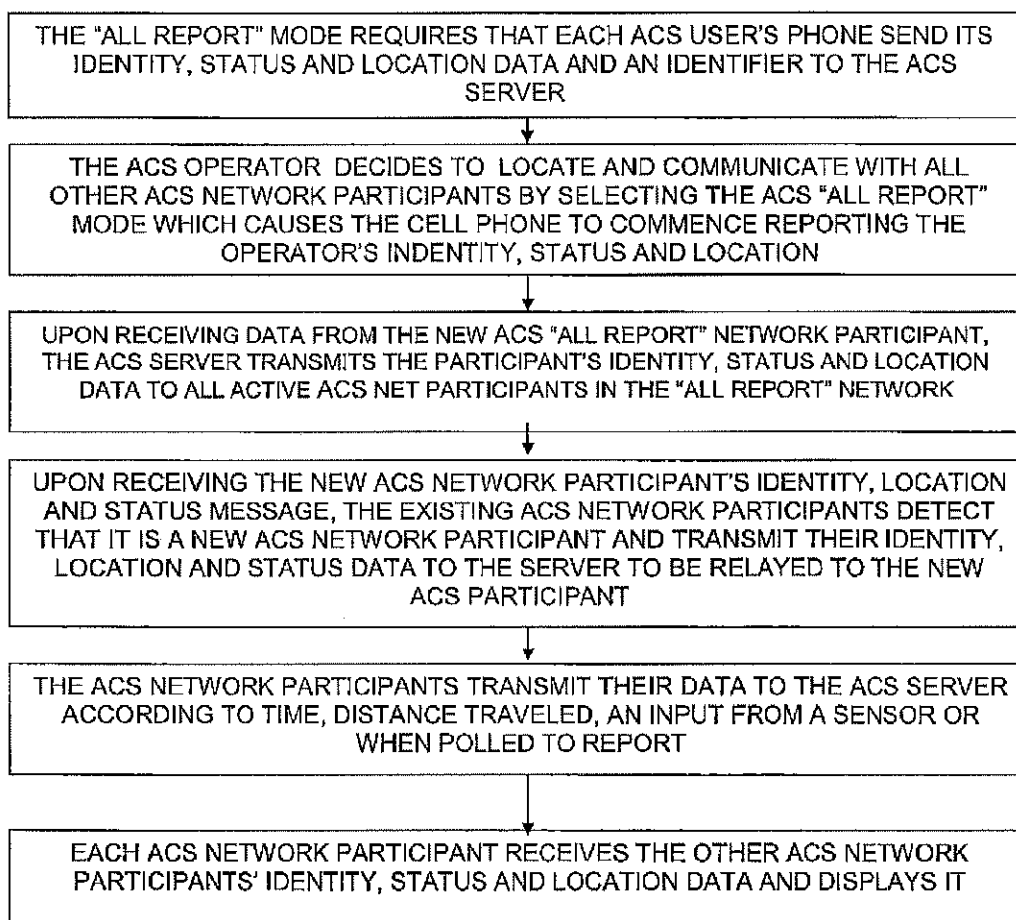 THE "ALL REPORT" MODE REQUIRES THAT EACH ACS USER'S PHONE SEND ITS
IDENTITY, STATUS AND LOCATION DATA AND AN IDENTIFIER TO THE ACS
SERVER
THE ACS OPERATOR DECIDES TO LOCATE AND COMMUNICATE WITH ALL
OTHER ACS NETWORK PARTICIPANTS BY SELECTING THE ACS "ALL REPORT"
MODE WHICH CAUSES THE CELL PHONE TO COMMENCE REPORTING THE
OPERATOR'S INDENTITY, STATUS AND LOCATION
UPON RECEIVING DATA FROM THE NEW ACS "ALL REPORT" NETWORK PARTICIPANT,
THE ACS SERVER TRANSMITS THE PARTICIPANT'S IDENTITY, STATUS AND LOCATION
DATA TO ALL ACTIVE ACS NET PARTICIPANTS IN THE "ALL REPORT" NETWORK
UPON RECEIVING THE NEW ACS NETWORK PARTICIPANT'S IDENTITY, LOCATION
AND STATUS MESSAGE, THE EXISTING ACS NETWORK PARTICIPANTS DETECT
THAT IT IS A NEW ACS NETWORK PARTICIPANT AND TRANSMIT THEIR IDENTITY,
LOCATION AND STATUS DATA TO THE SERVER TO BE RELAYED TO THE NEW
ACS PARTICIPANT
THE ACS NETWORK PARTICIPANTS TRANSMIT THEIR DATA TO THE ACS SERVER
ACCORDING TO TIME, DISTANCE TRAVELED, AN INPUT FROM A SENSOR OR
WHEN POLLED TO REPORT
EACH ACS NETWORK PARTICIPANT RECEIVES THE OTHER ACS NETWORK
PARTICIPANTS' IDENTITY, STATUS AND LOCATION DATA AND DISPLAYS IT